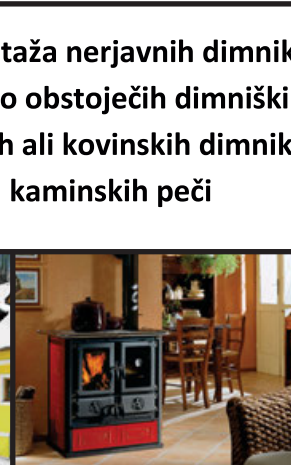 taža nerjavnih dimnik
o obstoječih dimniški
h ali kovinskih dimnik
kaminskih peči